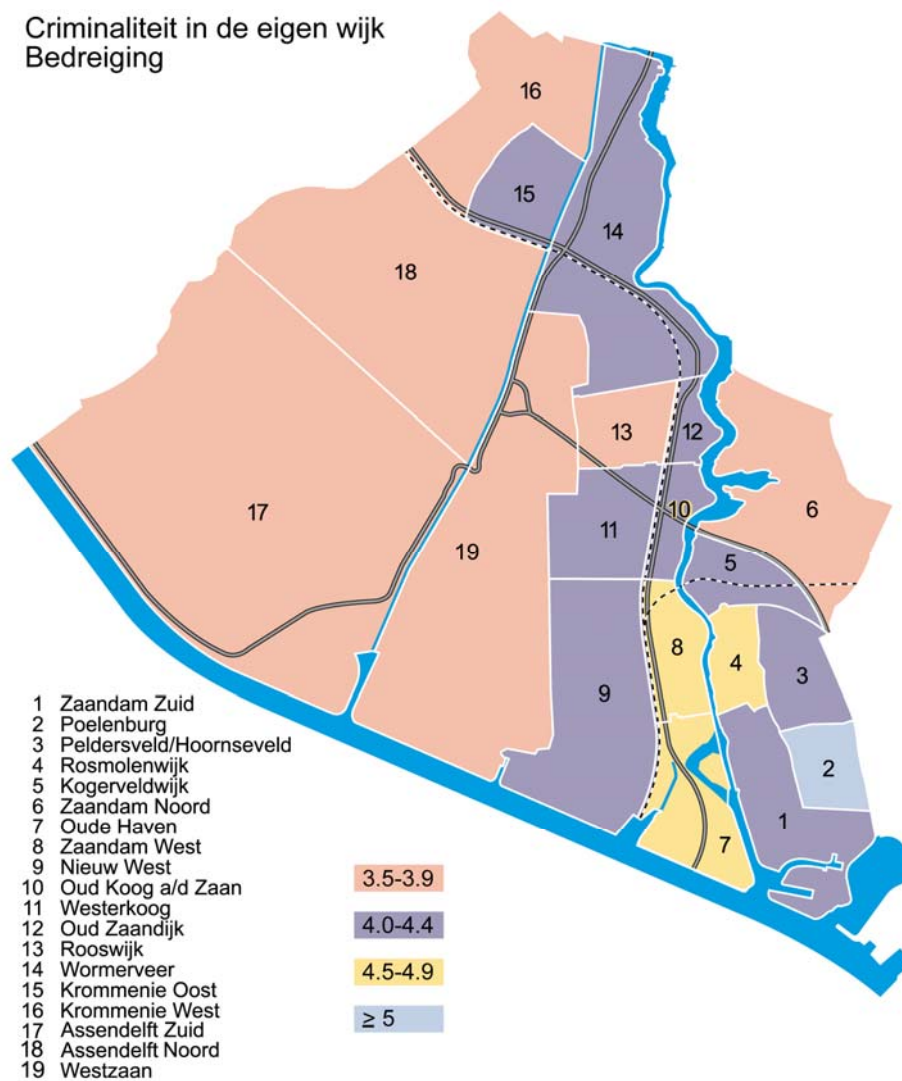 Criminaliteit in de eigen wijk
Bedreiging
16
15
14
18
13
12
17
10
6
11
19
5
8
4
3
9
2
1
7
1 Zaandam Zuid
2 Poelenburg
3 Peldersveld/Hoornseveld
4 Rosmolenwijk
5 Kogerveldwijk
6 Zaandam Noord
7 Oude Haven
8 Zaandam West
9 Nieuw West
10 Oud Koog a/d Zaan
11 Westerkoog
12 Oud Zaandijk
13 Rooswijk
14 Wormerveer
15 Krommenie Oost
16 Krommenie West
17 Assendelft Zuid
18 Assendelft Noord
19 Westzaan
3.5-3.9
4.0-4.4
4.5-4.9
≥ 5